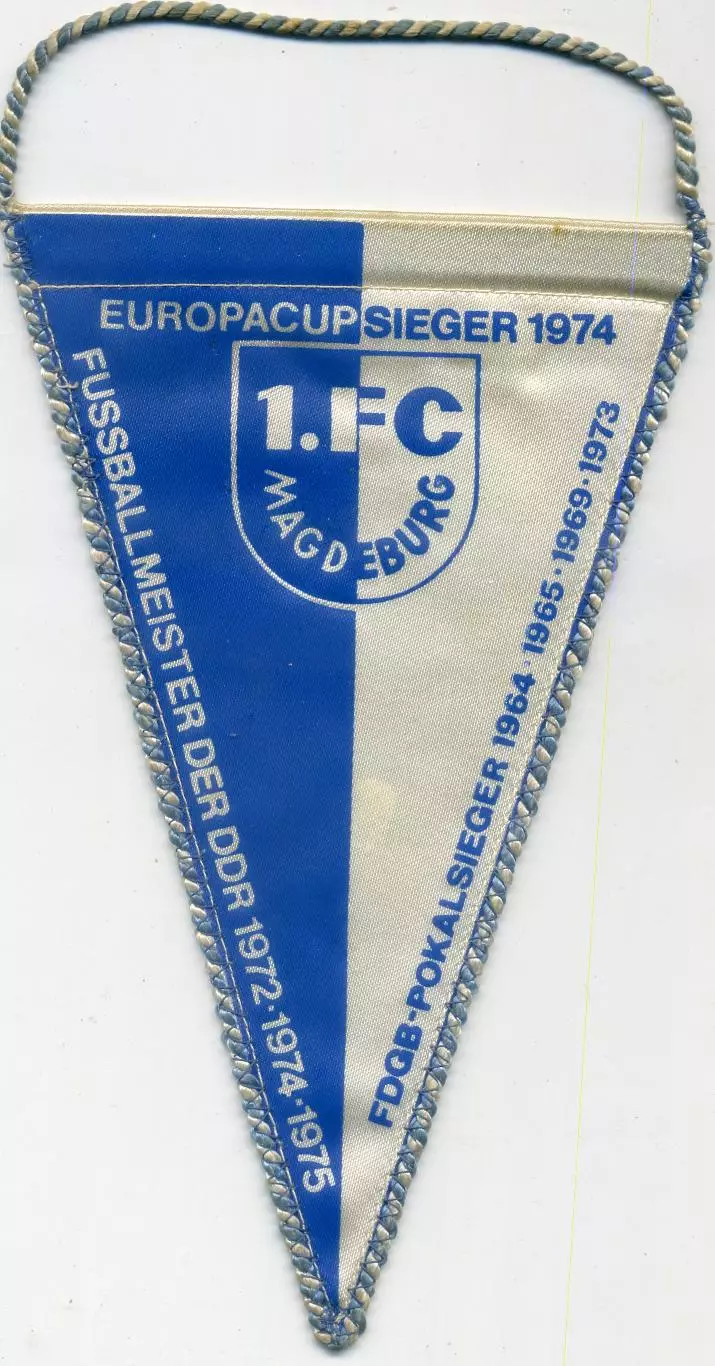 EUROPACUPSIEGER 1974
1.FC
MAGDEBURG
FUSSBALLMEISTER DER DDR 1972·1974·1975
FDGB-POKALSIEGER 1964·1965·1969·1973